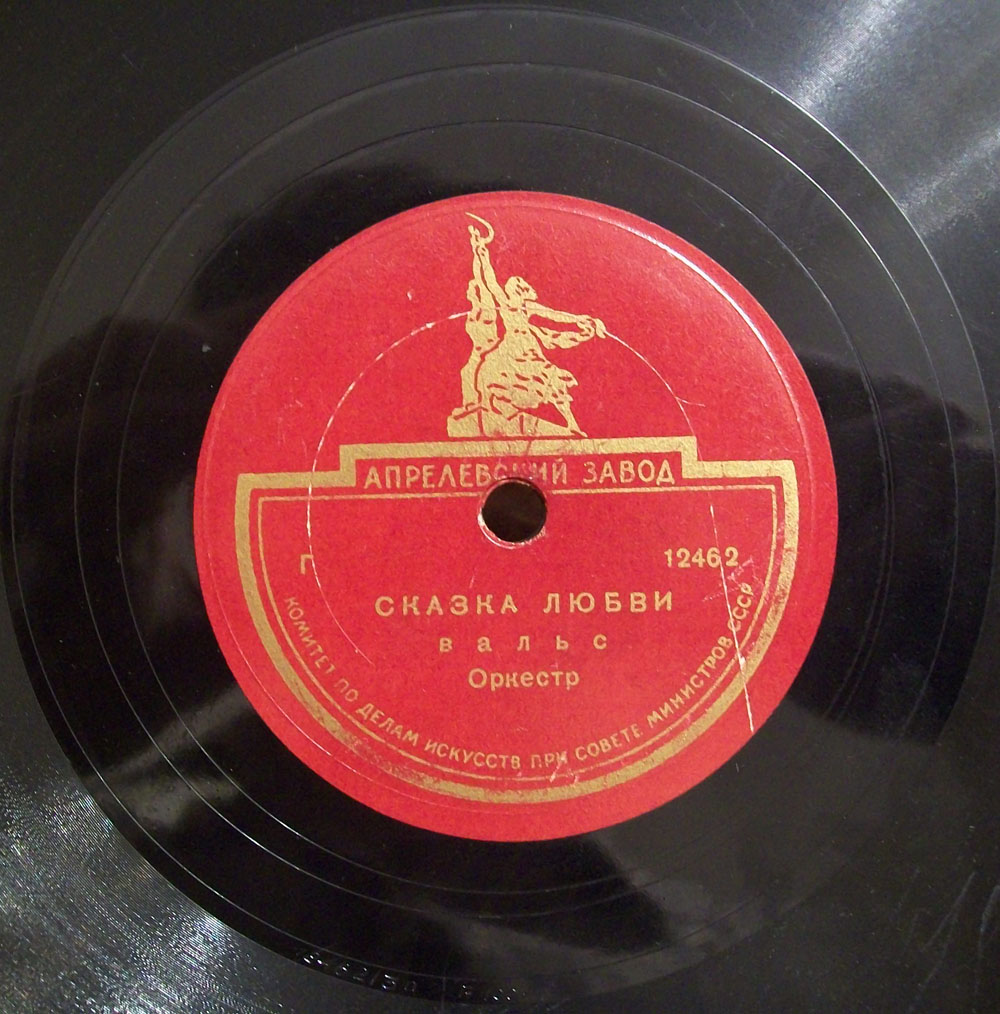 АПРЕЛЕВСКИЙ ЗАВОД
Г 12462
СКАЗКА ЛЮБВИ
вальс
Оркестр
КОМИТЕТ ПО ДЕЛАМ ИСКУССТВ ПРИ СОВЕТЕ МИНИСТРОВ СССР